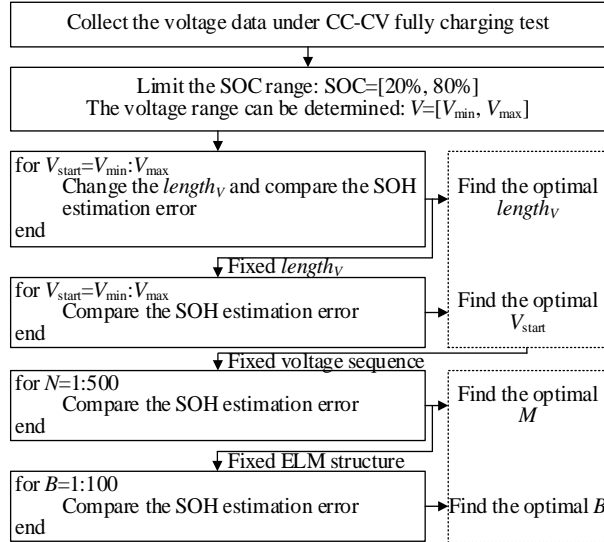 Collect the voltage data under CC-CV fully charging test
Limit the SOC range: SOC=[20%, 80%]
The voltage range can be determined: V=[Vmin, Vmax]
for Vstart=Vmin:Vmax
Change the lengthV and compare the SOH
estimation error
end
Find the optimal
lengthV
Fixed lengthV
for Vstart=Vmin:Vmax
Compare the SOH estimation error
end
Find the optimal
Vstart
Fixed voltage sequence
for N=1:500
Compare the SOH estimation error
end
Find the optimal
M
Fixed ELM structure
for B=1:100
Compare the SOH estimation error
end
Find the optimal B